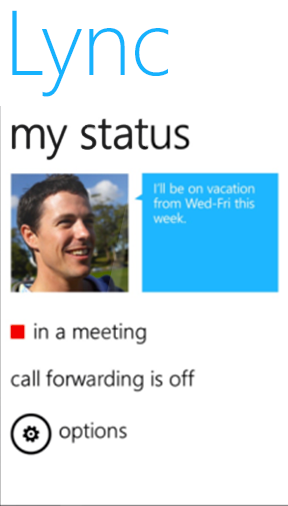 Lync
my status
I'll be on vacation
from Wed-Fri this
week.
in a meeting
call forwarding is off
options